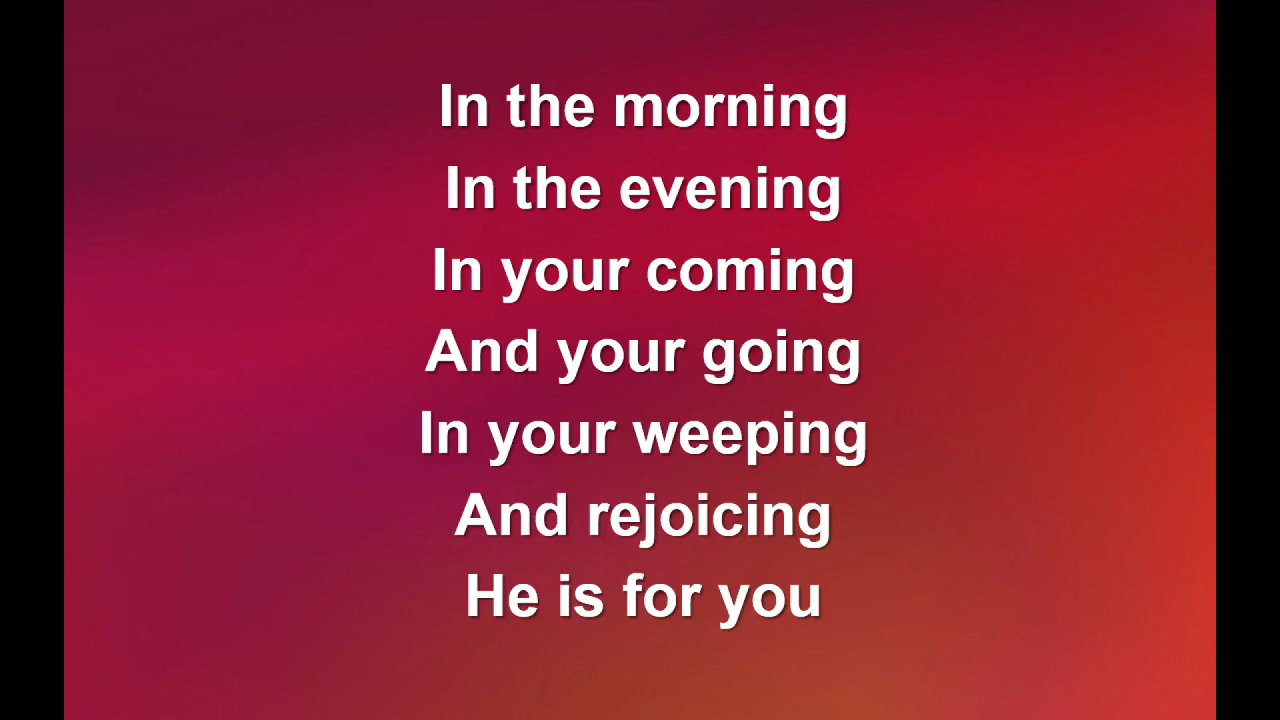 In the morning
In the evening
In your coming
And your going
In your weeping
And rejoicing
He is for you